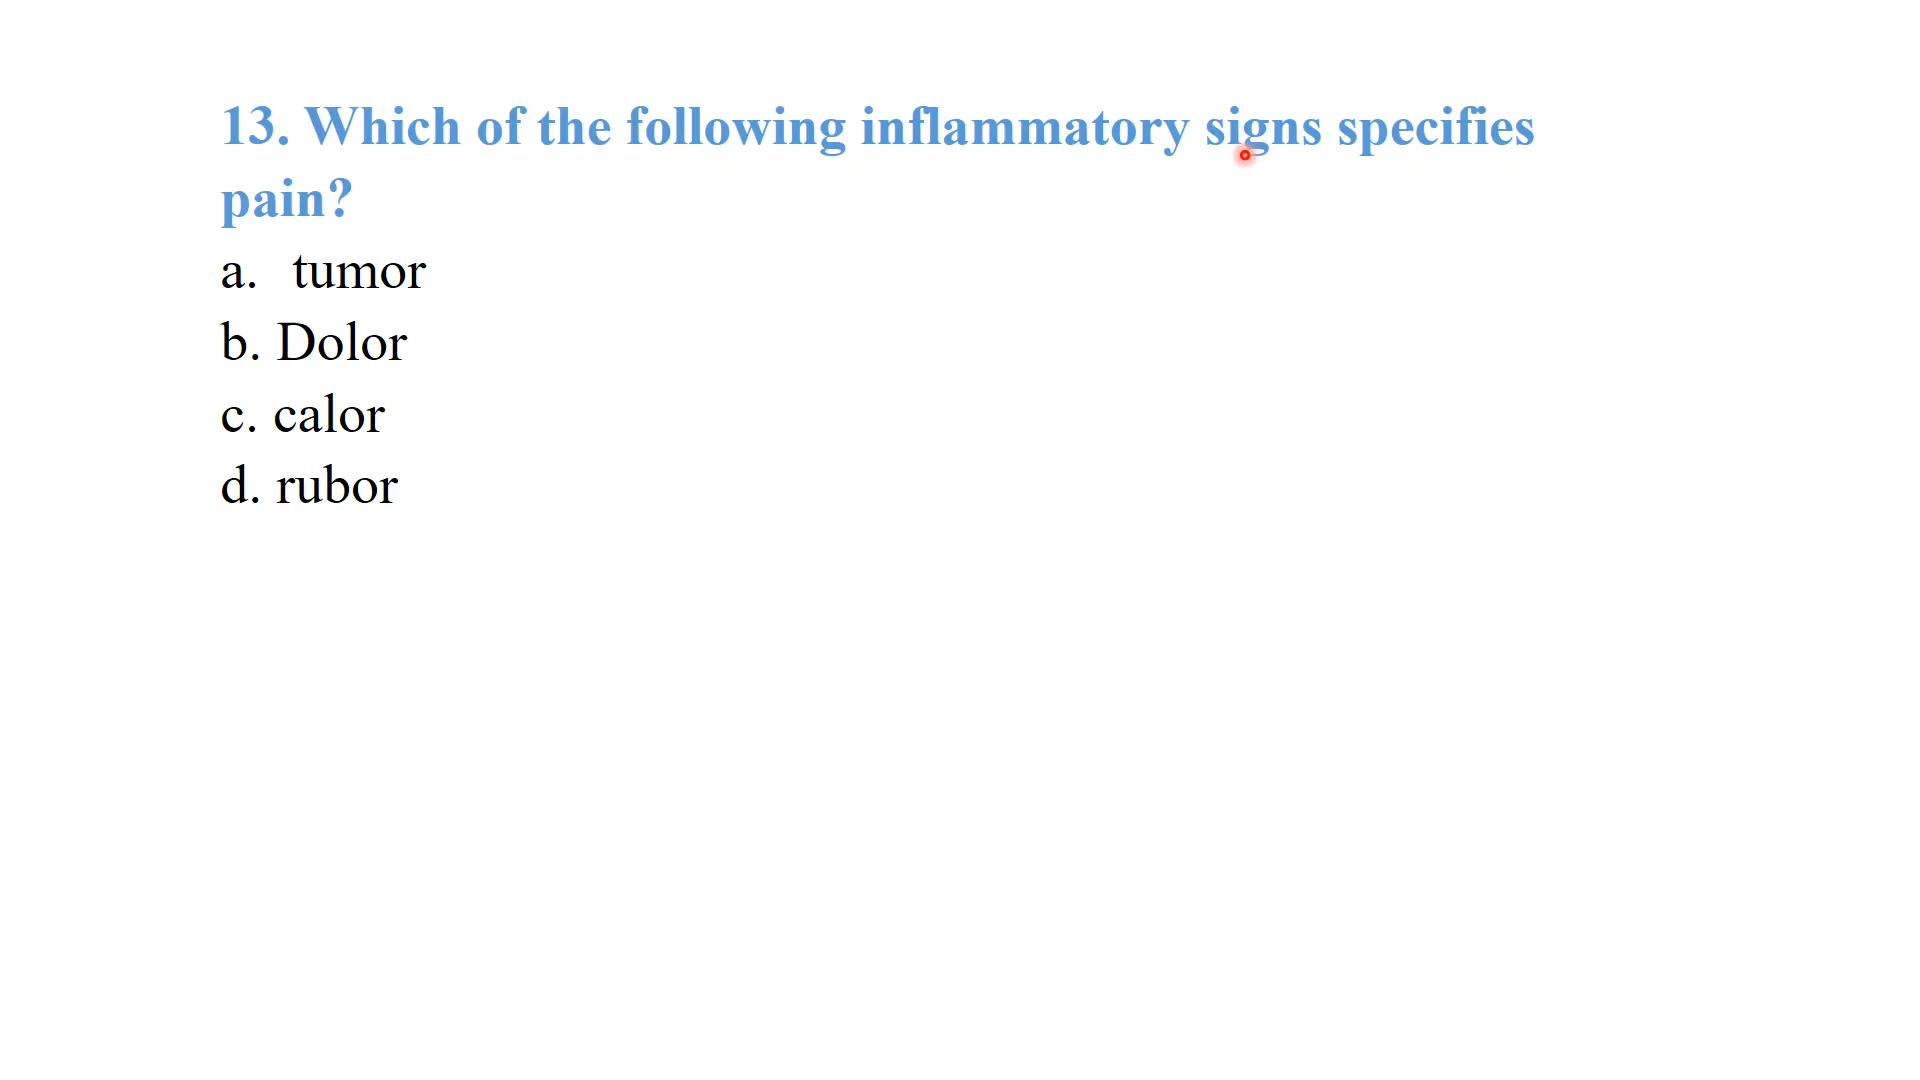 13. Which of the following inflammatory signs specifies
pain?
a. tumor
b. Dolor
c. calor
d. rubor